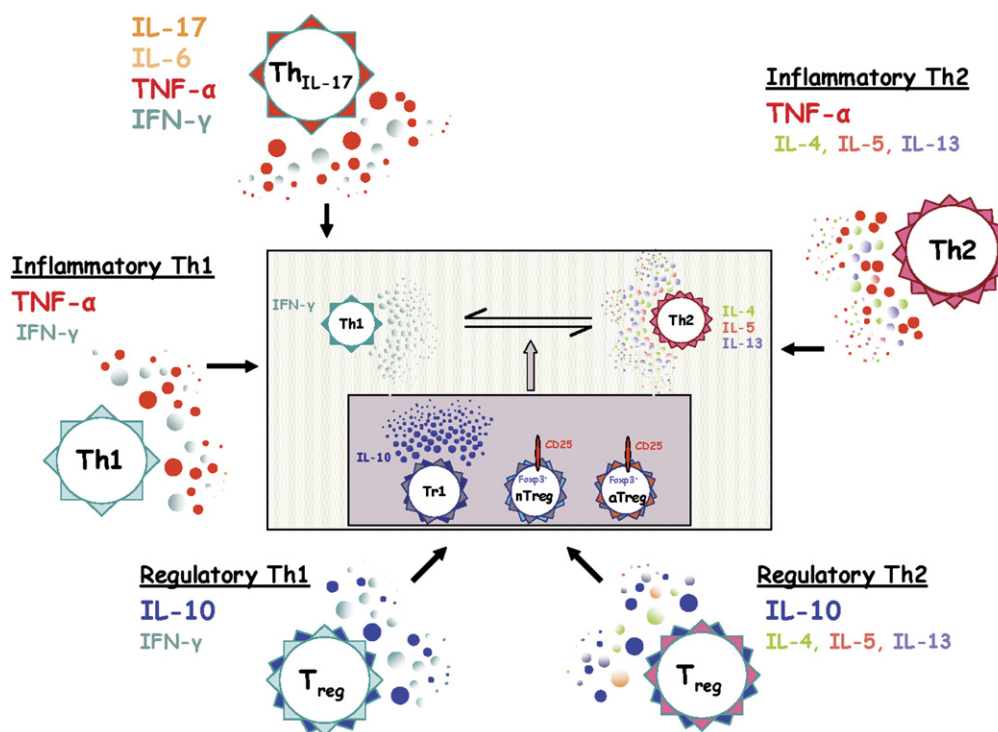 IL-17
IL-6
TNF-α
IFN-γ
Th IL-17
Inflammatory Th2
TNF-α
IL-4, IL-5, IL-13
Th2
Inflammatory Th1
TNF-α
IFN-γ
Th1
IFN-γ
Th1
Th2
IL-4
IL-5
IL-13
IL-10
Tr1
CD25
Foxp3+
nTreg
CD25
Foxp3+
aTreg
Regulatory Th1
IL-10
IFN-γ
Treg
Regulatory Th2
IL-10
IL-4, IL-5, IL-13
Treg